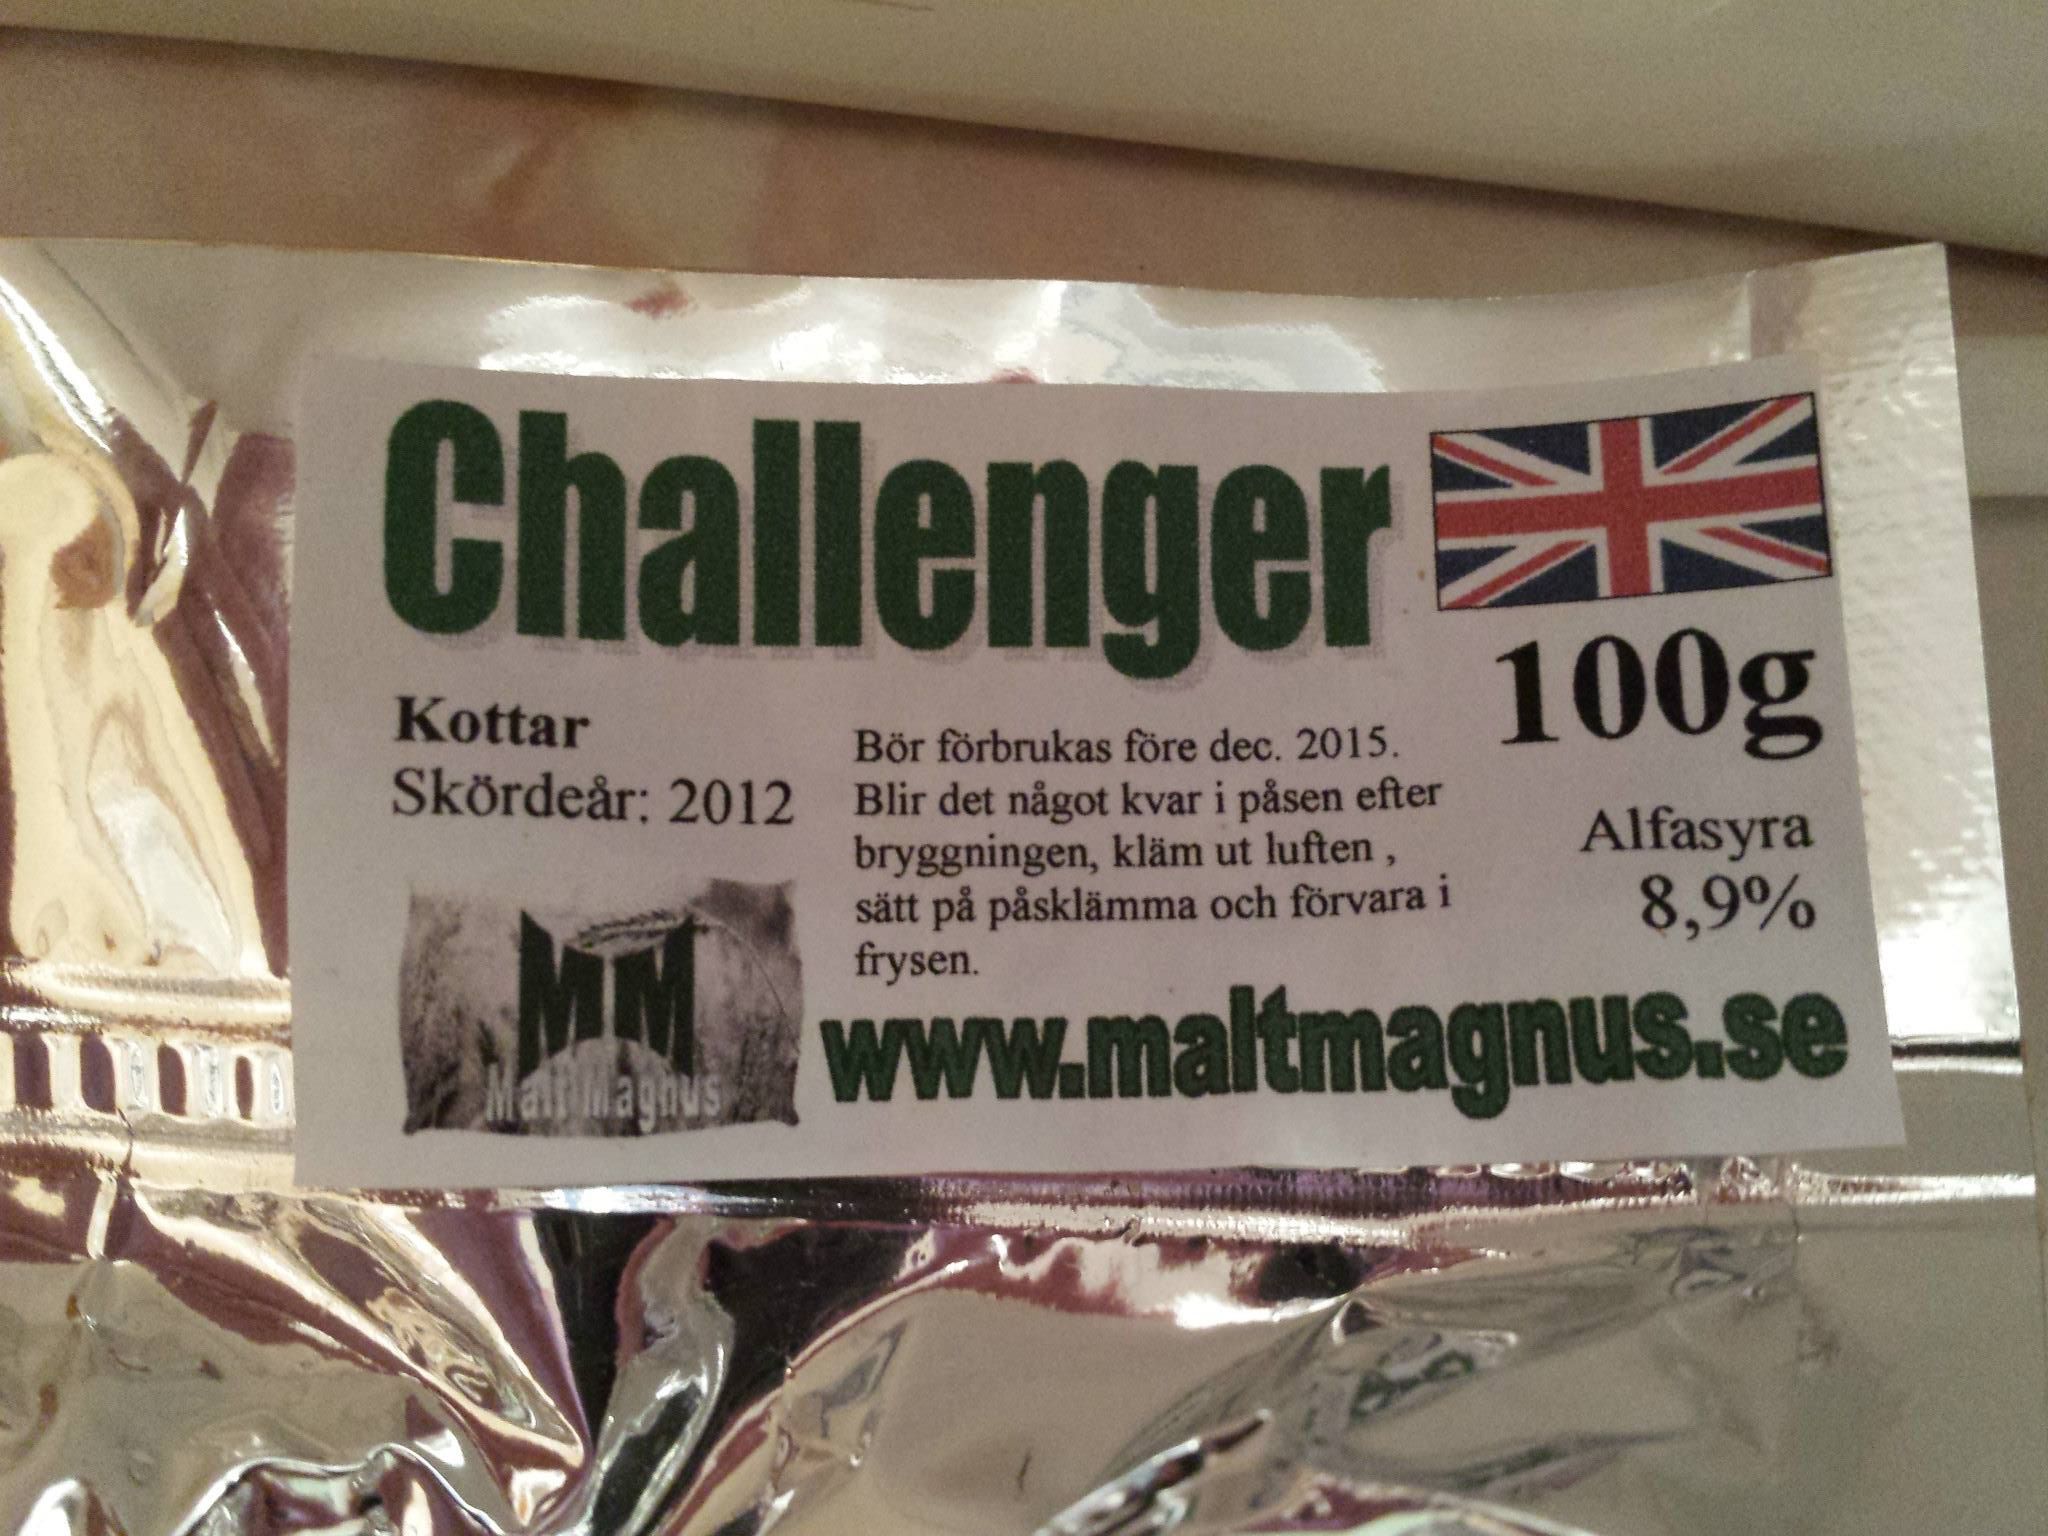 Challenger
100g
Kottar
Skördeår: 2012
Bör förbrukas före dec. 2015.
Blir det något kvar i påsen efter
bryggningen, kläm ut luften ,
sätt på påsklämma och förvara i
frysen.
Alfasyra
8,9%
MM
Malt Magnus
www.maltmagnus.se